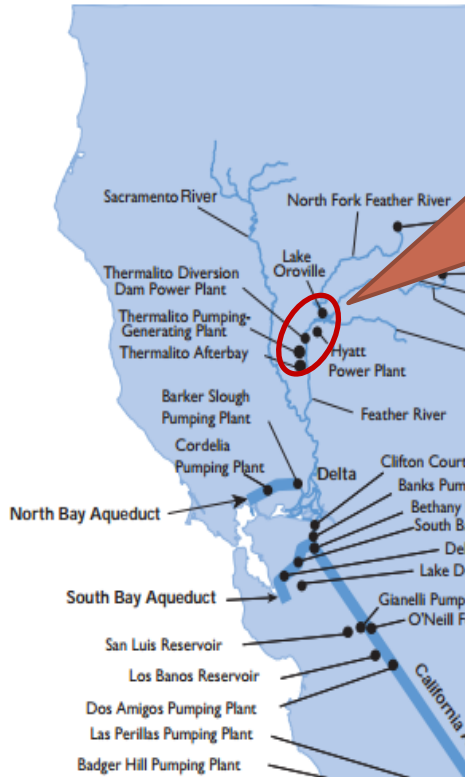 Sacramento River
North Fork Feather River
Lake
Oroville
Thermalito Diversion
Dam Power Plant
Thermalito Pumping-
Generating Plant
Thermalito Afterbay
Hyatt
Power Plant
Barker Slough
Pumping Plant
Feather River
Cordelia
Pumping Plant
Delta
Clifton Court
Banks Pum
North Bay Aqueduct
Bethany
South B
Del
Lake D
South Bay Aqueduct
Gianelli Pump
O'Neill F
San Luis Reservoir
Los Banos Reservoir
California
Dos Amigos Pumping Plant
Las Perillas Pumping Plant
Badger Hill Pumping Plant